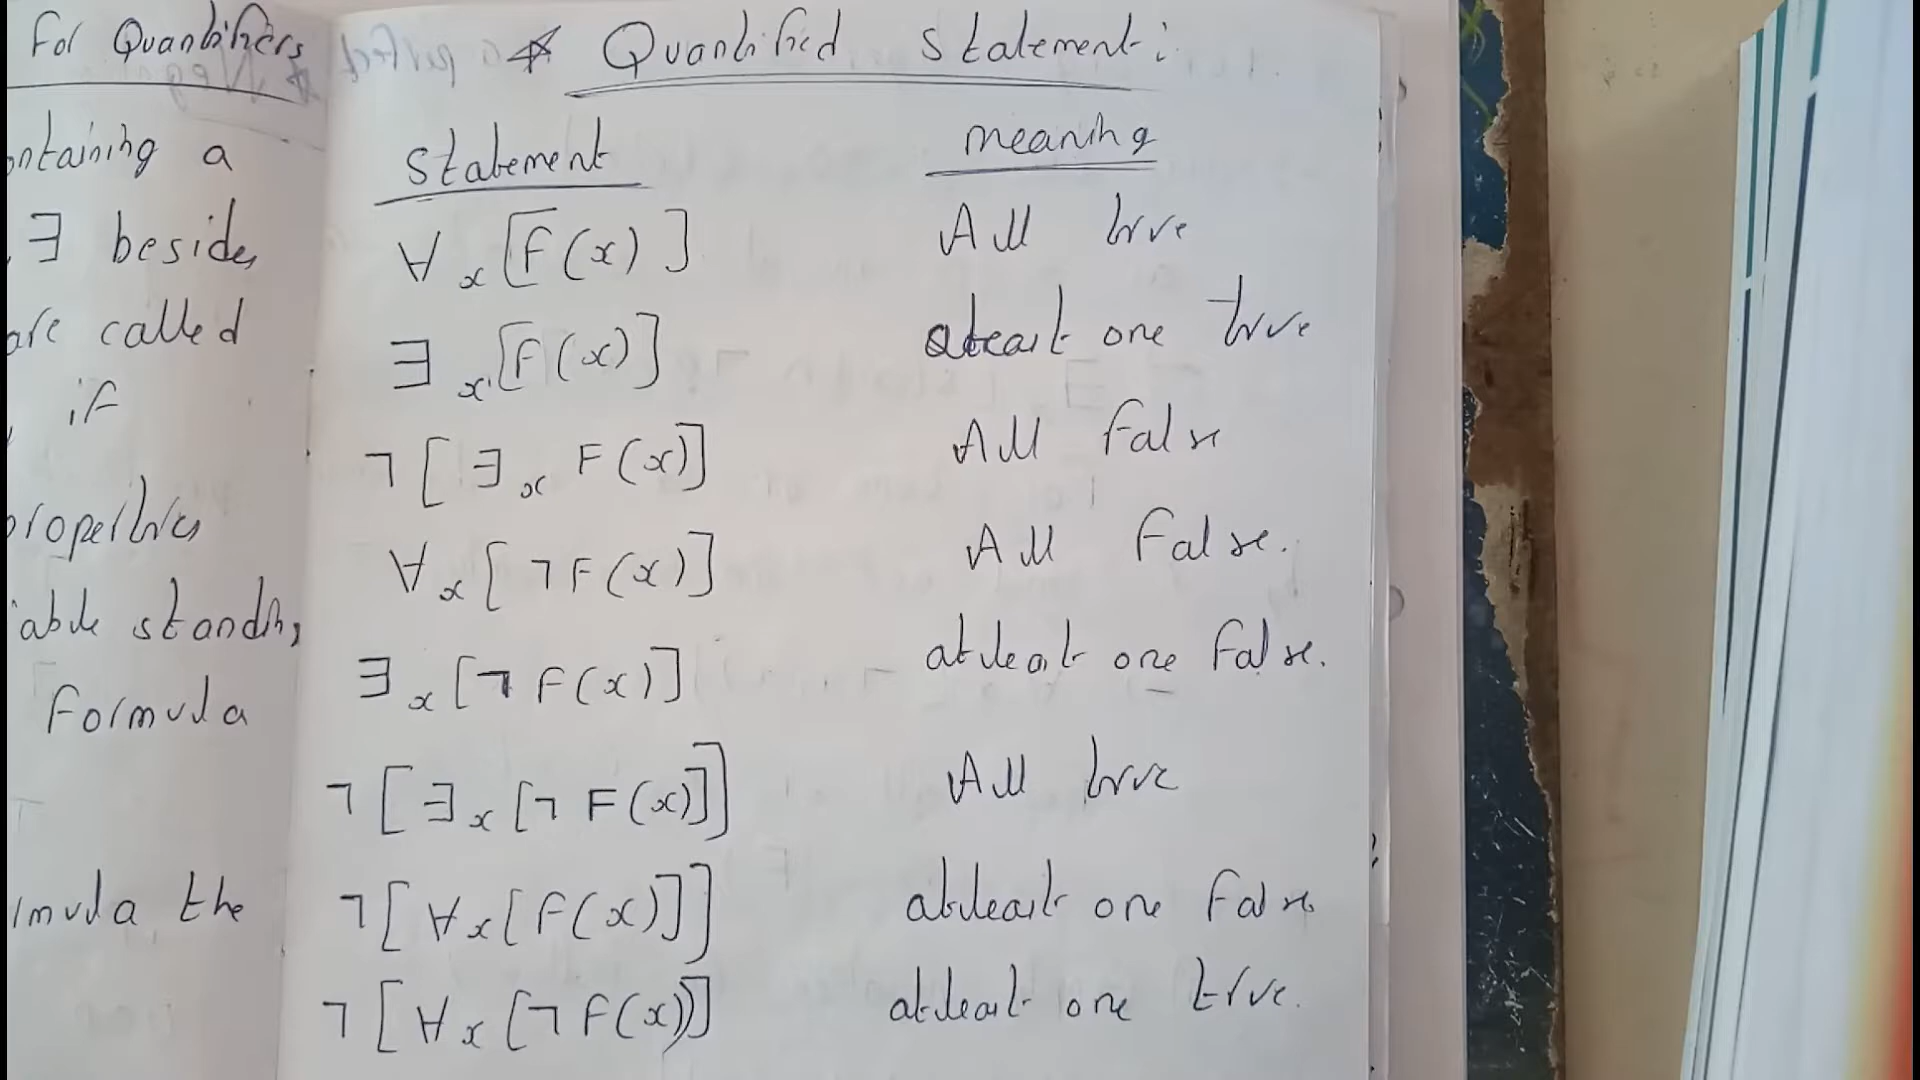 For Quantifiers
ontaining a
∃ beside,
are called
if
properties
iable standing
Formula
rmula the
* Quantified statement:
statement meaning
∀x [F(x)] All true
∃x [F(x)] atleast one true
¬[∃x F(x)] All false
∀x [¬F(x)] All False.
∃x [¬F(x)] atleast one false.
¬[∃x [¬F(x)]] All true
¬[∀x [F(x)]] atleast one false
¬[∀x [¬F(x)]] atleast one true.